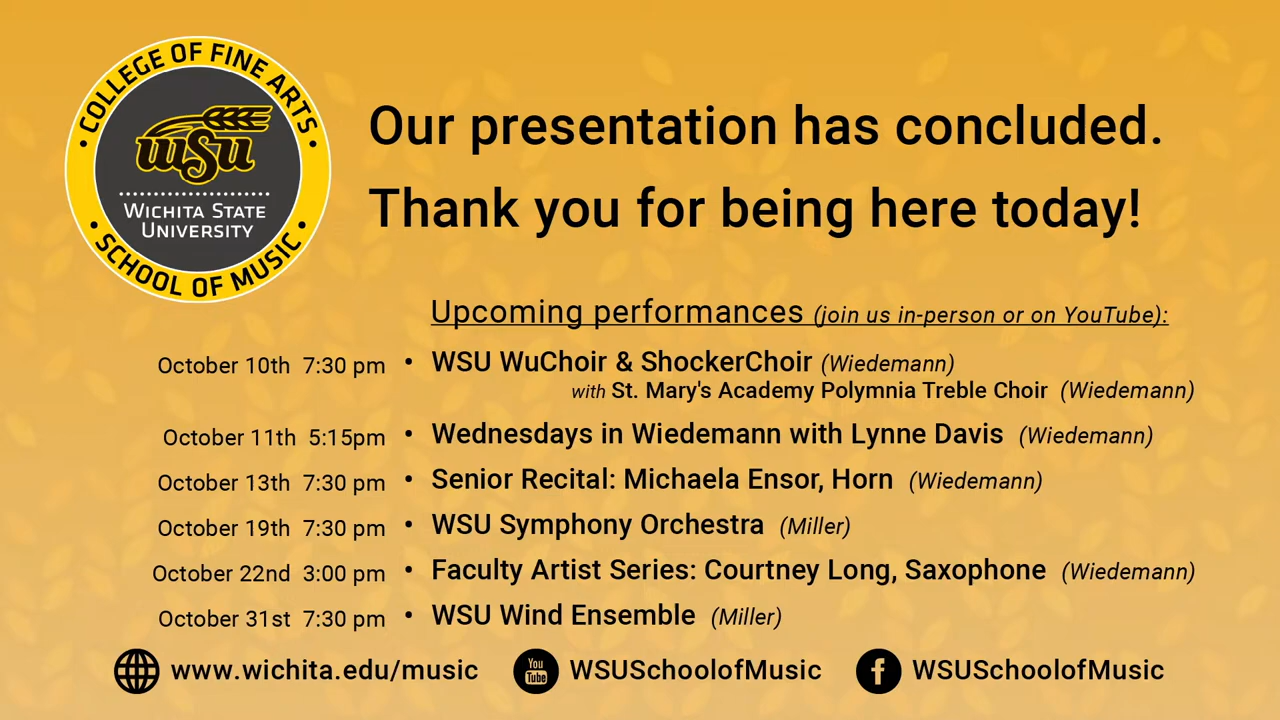 COLLEGE OF FINE ARTS
wsu
WICHITA STATE
UNIVERSITY
SCHOOL OF MUSIC
Our presentation has concluded.
Thank you for being here today!
Upcoming performances (join us in-person or on YouTube):
October 10th 7:30 pm • WSU WuChoir & ShockerChoir (Wiedemann)
with St. Mary's Academy Polymnia Treble Choir (Wiedemann)
October 11th 5:15pm • Wednesdays in Wiedemann with Lynne Davis (Wiedemann)
October 13th 7:30 pm • Senior Recital: Michaela Ensor, Horn (Wiedemann)
October 19th 7:30 pm • WSU Symphony Orchestra (Miller)
October 22nd 3:00 pm • Faculty Artist Series: Courtney Long, Saxophone (Wiedemann)
October 31st 7:30 pm • WSU Wind Ensemble (Miller)
www.wichita.edu/music You Tube WSUSchoolofMusic f WSUSchoolofMusic